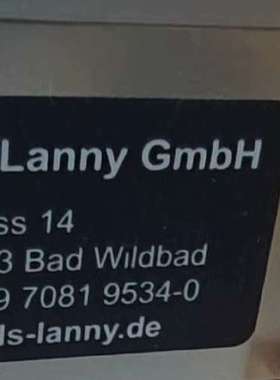 Lanny GmbH
ss 14
3 Bad Wildbad
9 7081 9534-0
ls-lanny.de